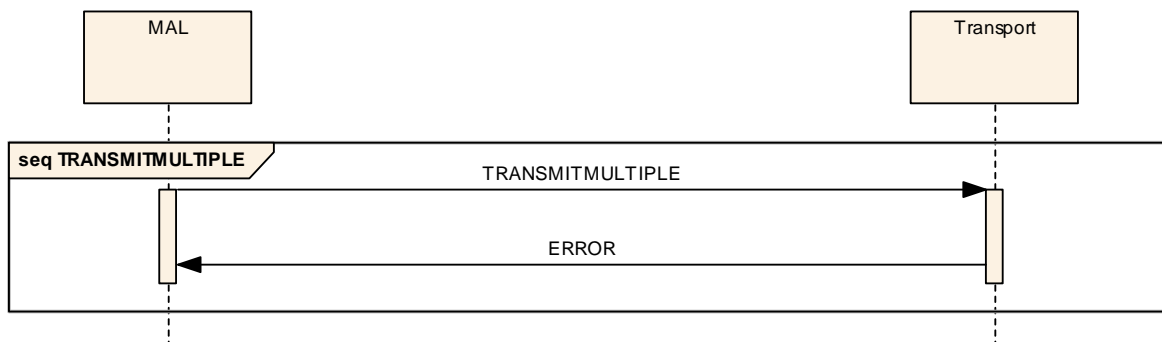 MAL
Transport
seq TRANSMITMULTIPLE
TRANSMITMULTIPLE
ERROR